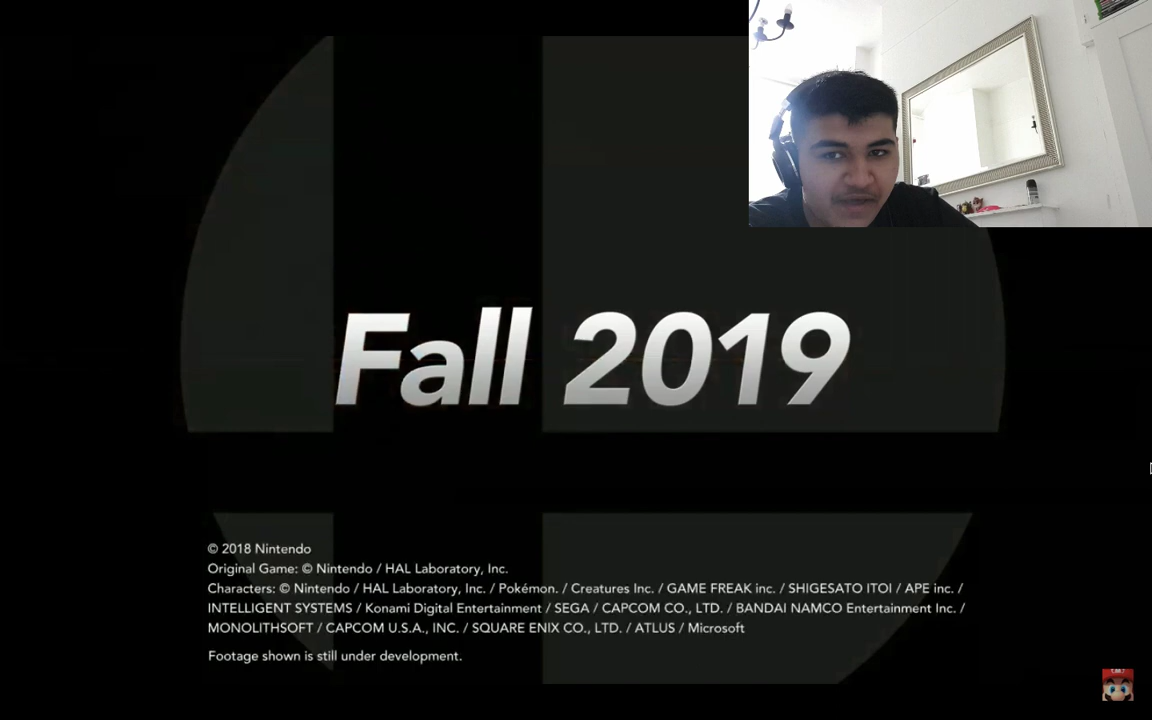 Fall 2019
© 2018 Nintendo
Original Game: © Nintendo / HAL Laboratory, Inc.
Characters: © Nintendo / HAL Laboratory, Inc. / Pokémon. / Creatures Inc. / GAME FREAK inc. / SHIGESATO ITOI / APE inc. /
INTELLIGENT SYSTEMS / Konami Digital Entertainment / SEGA / CAPCOM CO., LTD. / BANDAI NAMCO Entertainment Inc. /
MONOLITHSOFT / CAPCOM U.S.A., INC. / SQUARE ENIX CO., LTD. / ATLUS / Microsoft
Footage shown is still under development.